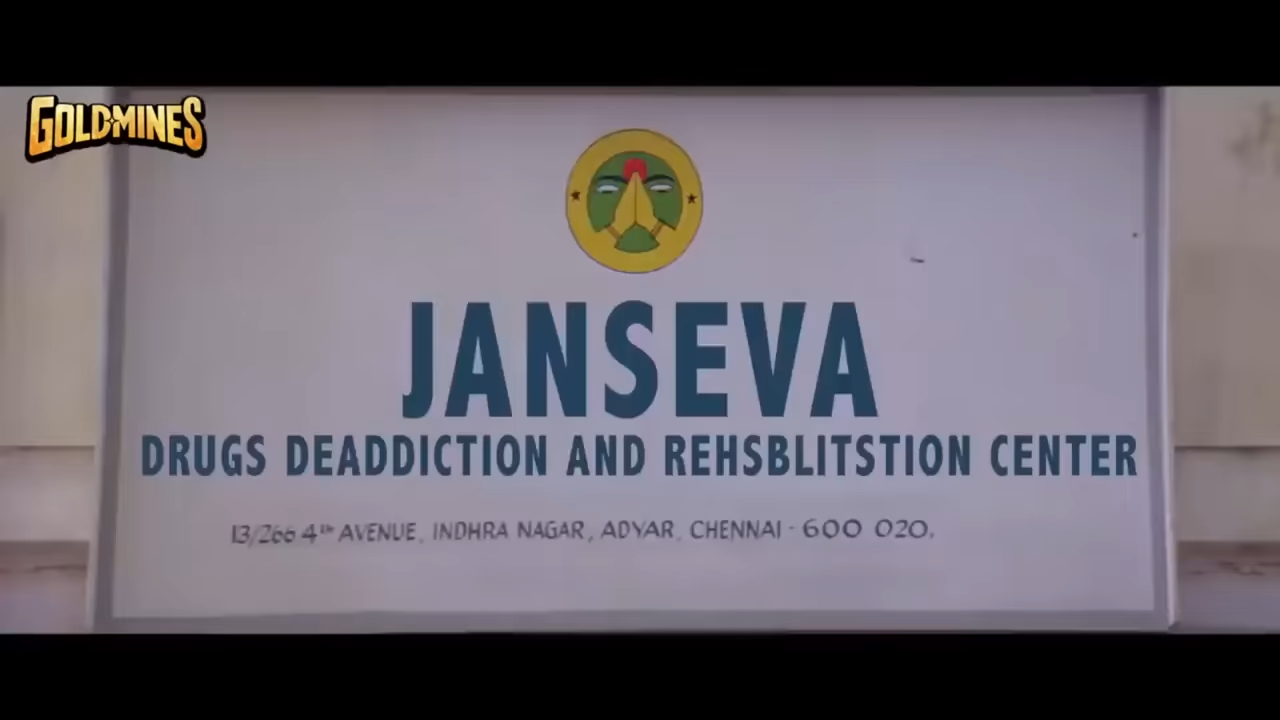 GOLDMINES
JANSEVA
DRUGS DEADDICTION AND REHSBLITSTION CENTER
13/266 4th AVENUE, INDHRA NAGAR, ADYAR, CHENNAI - 600 020.